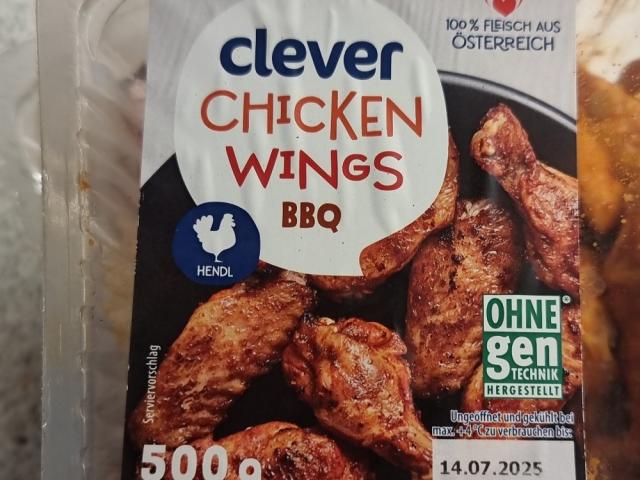 100% FLEISCH AUS
ÖSTERREICH
clever
CHICKEN
WINGS
BBQ
HENDL
OHNE
gen
TECHNIK
HERGESTELLT
Serviervorschlag
Ungeöffnet und gekühlt bei
max. +4 °C zu verbrauchen bis:
500g
14.07.2025